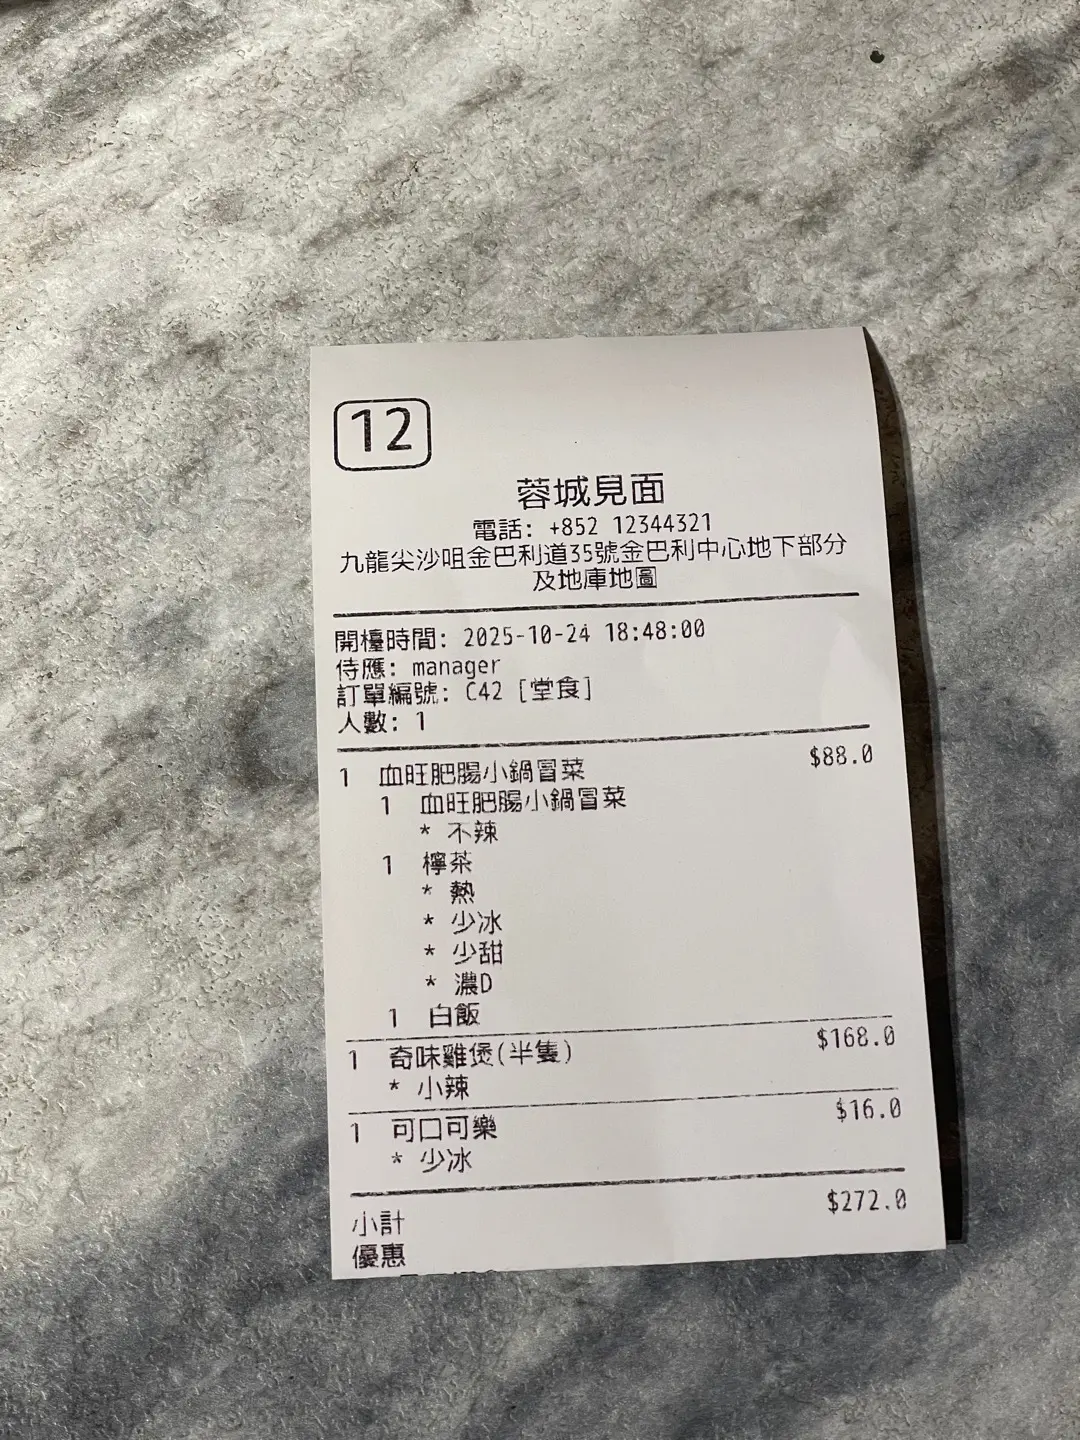 12
蓉城見面
電話: +852 12344321
九龍尖沙咀金巴利道35號金巴利中心地下部分
及地庫地圖
開檯時間: 2025-10-24 18:48:00
侍應: manager
訂單編號: C42 [堂食]
人數: 1
1 血旺肥腸小鍋冒菜 $88.0
1 血旺肥腸小鍋冒菜
* 不辣
1 檸茶
* 熱
* 少冰
* 少甜
* 濃D
1 白飯
1 奇味雞煲(半隻) $168.0
* 小辣
1 可口可樂 $16.0
* 少冰
小計 $272.0
優惠